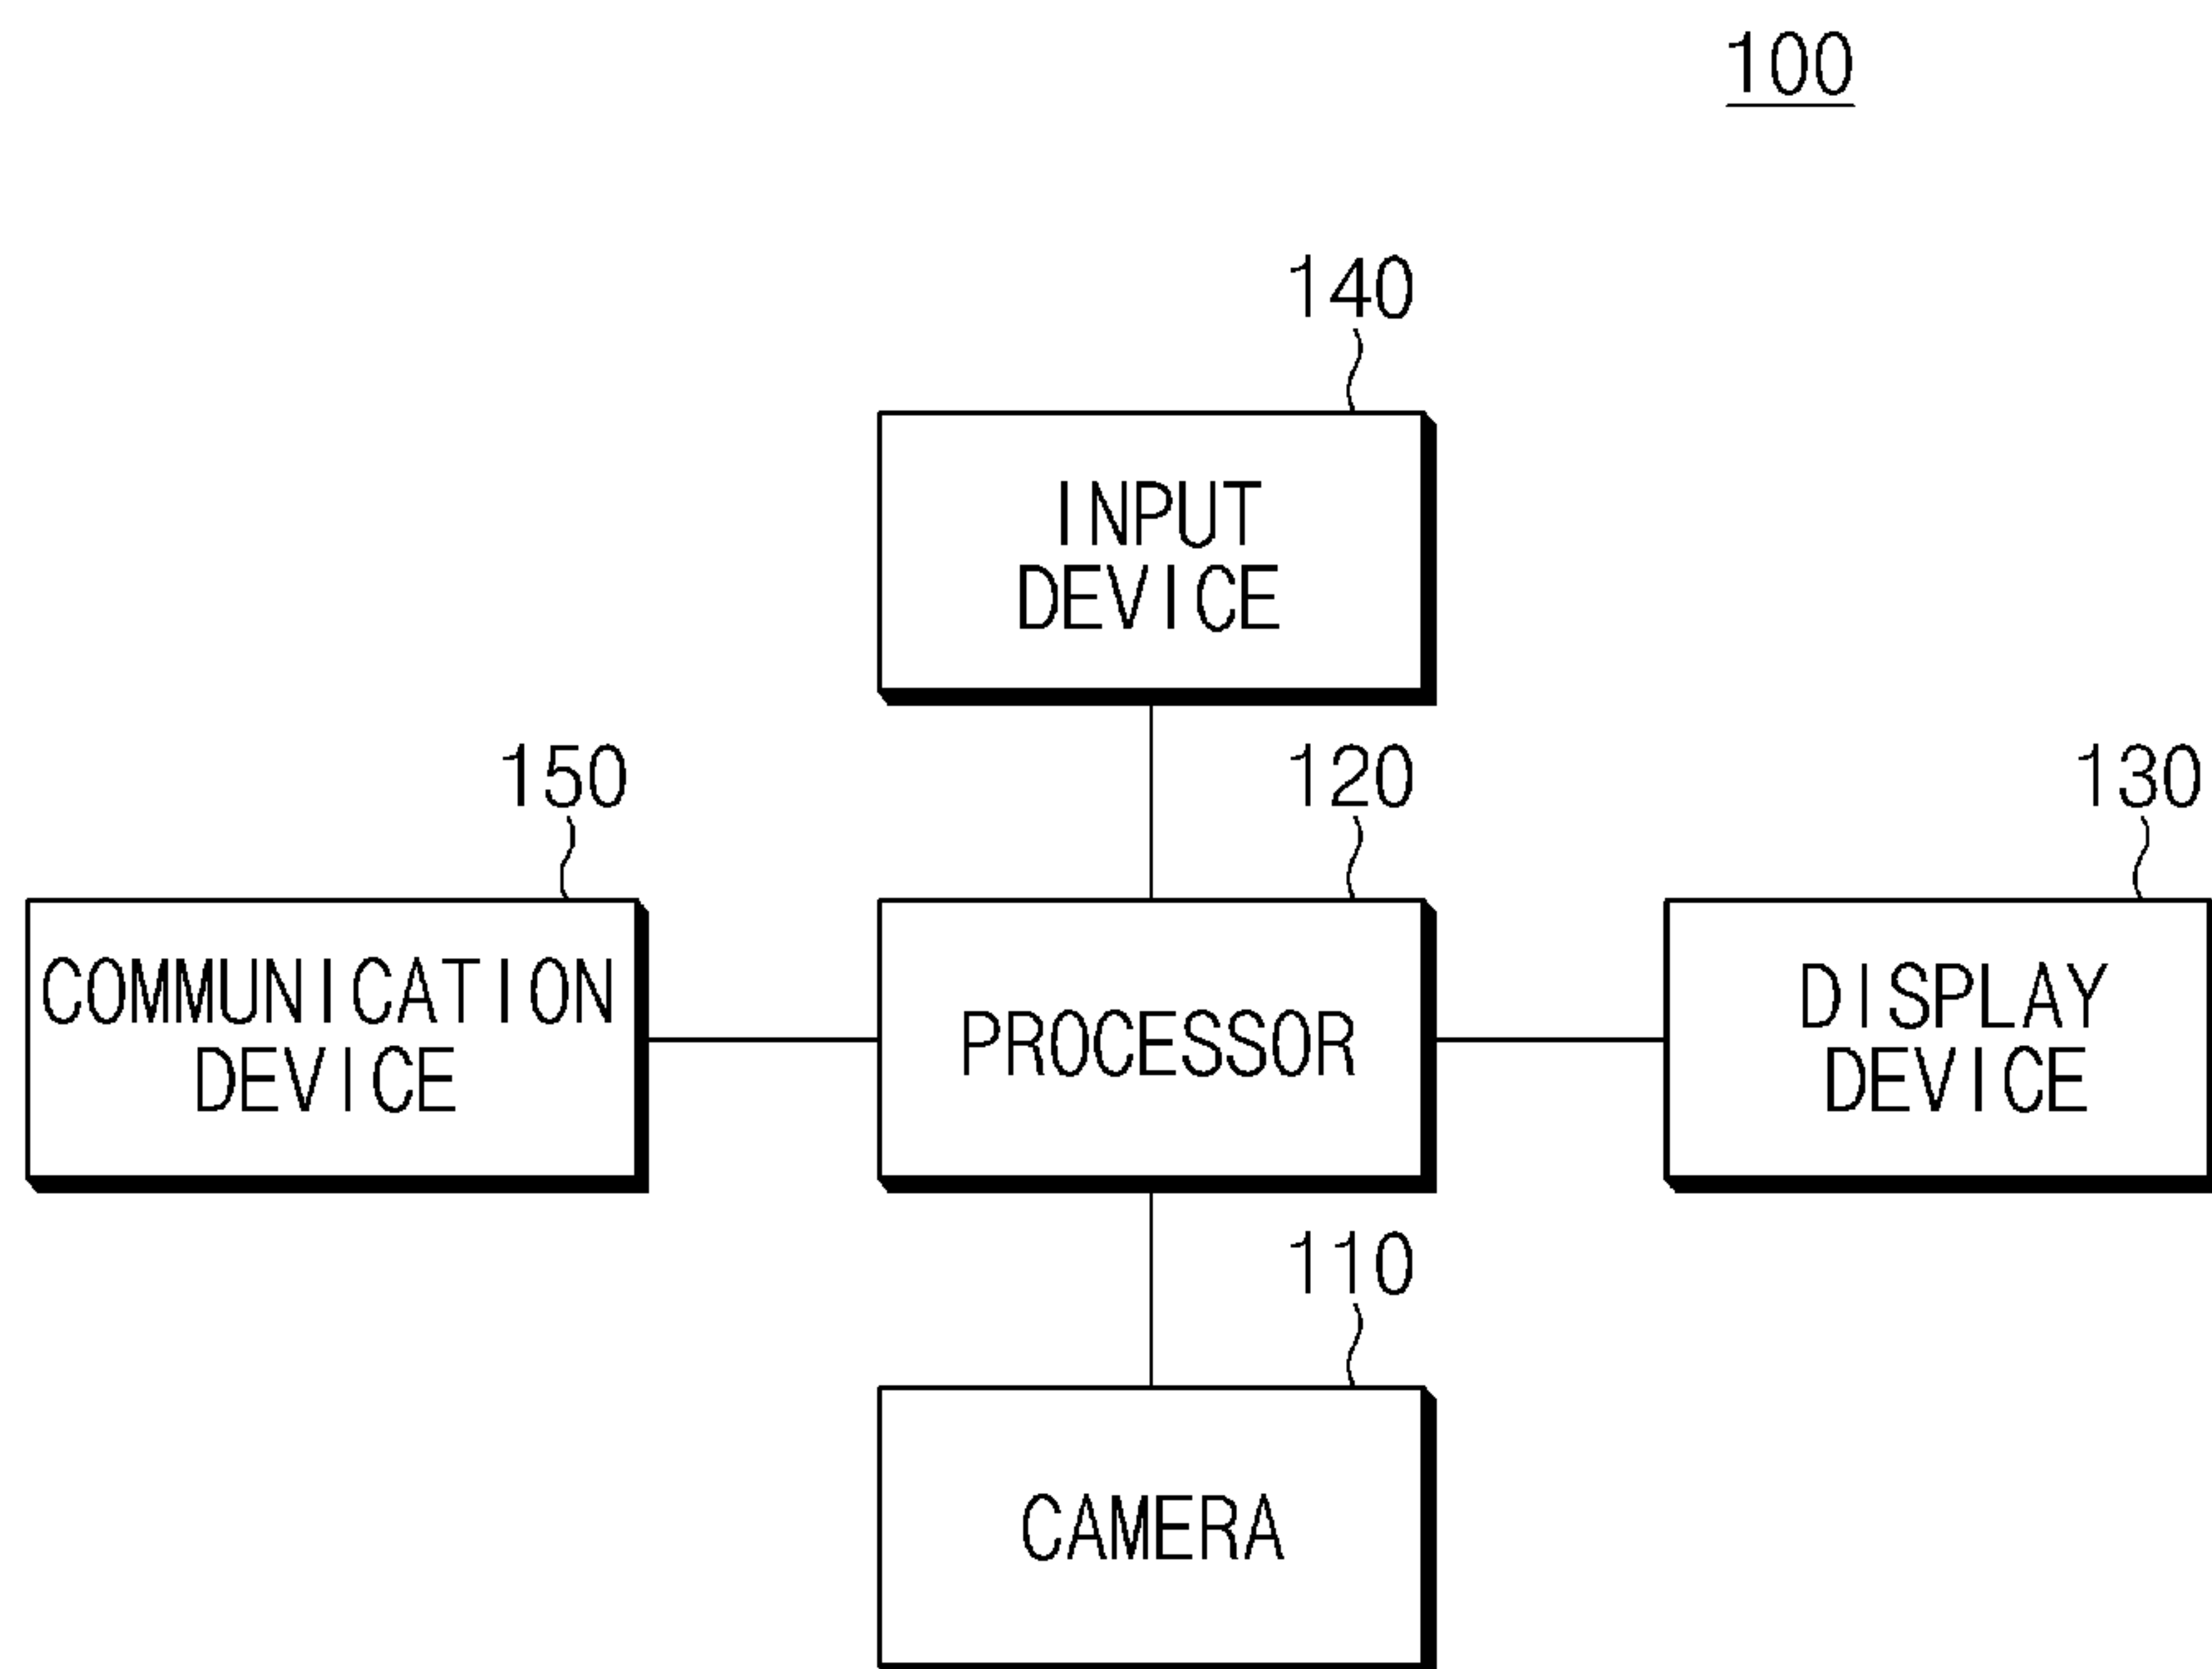 100
140
INPUT
DEVICE
150
120
130
COMMUNICATION
DEVICE
PROCESSOR
DISPLAY
DEVICE
110
CAMERA